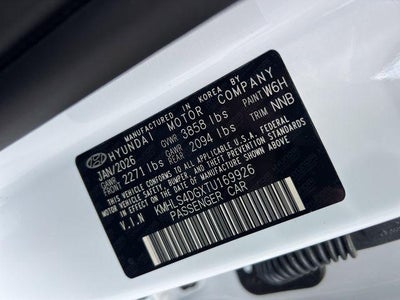 MANUFACTURED IN KOREA BY
HYUNDAI MOTOR COMPANY
JAN/2026 GVWR 3858 lbs PAINT W6H
GAWR FRONT 2271 lbs GAWR REAR 2094 lbs TRIM NNB
THIS VEHICLE CONFORMS TO ALL APPLICABLE U.S.A. FEDERAL
MOTOR VEHICLE SAFETY, BUMPER, AND THEFT PREVENTION STANDARDS
IN EFFECT ON THE DATE OF MANUFACTURE SHOWN ABOVE.
V.I.N KMHLS4DGXTU169926
PASSENGER CAR